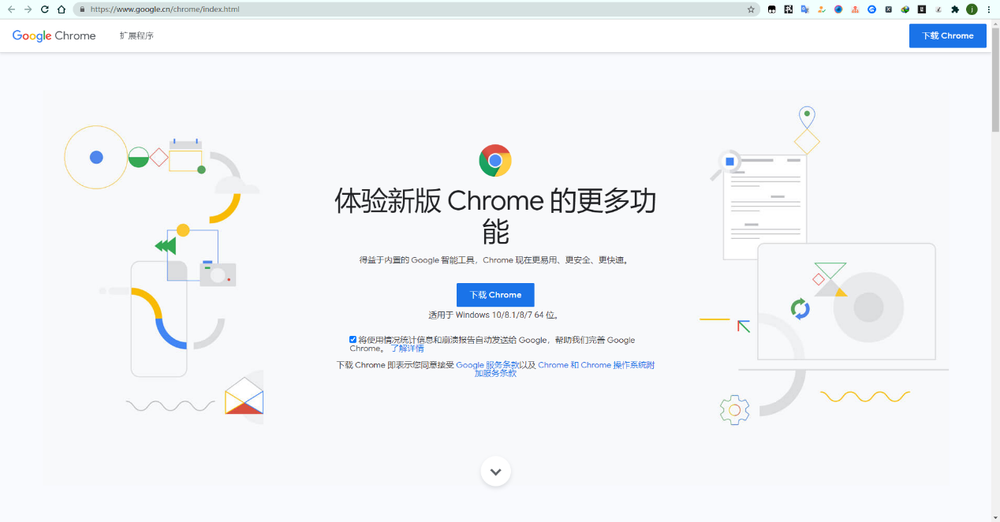 https://www.google.cn/chrome/index.html
Google Chrome
扩展程序
下载 Chrome
体验新版 Chrome 的更多功
能
得益于内置的 Google 智能工具，Chrome 现在更易用、更安全、更快速。
下载 Chrome
适用于 Windows 10/8.1/8/7 64 位。
将使用情况统计信息和崩溃报告自动发送给 Google，帮助我们完善 Google
Chrome。 了解详情
下载 Chrome 即表示您同意接受 Google 服务条款以及 Chrome 和 Chrome 操作系统附
加服务条款